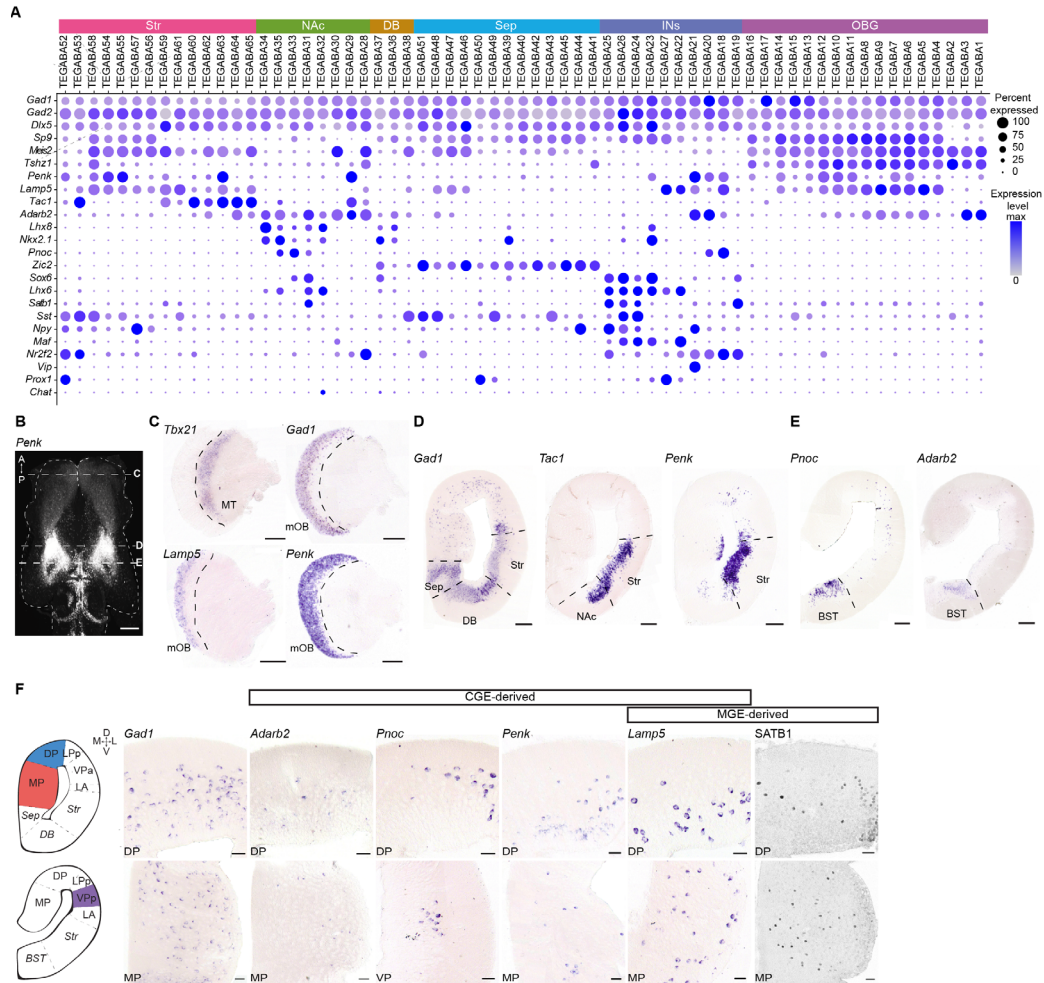 A
Str NAc DB Sep INs OBG
TEGABA52 TEGABA53 TEGABA58 TEGABA54 TEGABA55 TEGABA57 TEGABA56 TEGABA59 TEGABA61 TEGABA60 TEGABA62 TEGABA63 TEGABA64 TEGABA65 TEGABA34 TEGABA35 TEGABA33 TEGABA31 TEGABA32 TEGABA30 TEGABA29 TEGABA28 TEGABA37 TEGABA36 TEGABA38 TEGABA51 TEGABA48 TEGABA47 TEGABA46 TEGABA50 TEGABA49 TEGABA39 TEGABA40 TEGABA42 TEGABA43 TEGABA45 TEGABA44 TEGABA41 TEGABA25 TEGABA26 TEGABA24 TEGABA23 TEGABA27 TEGABA22 TEGABA21 TEGABA20 TEGABA18 TEGABA19 TEGABA16 TEGABA17 TEGABA14 TEGABA15 TEGABA13 TEGABA12 TEGABA10 TEGABA11 TEGABA8 TEGABA9 TEGABA7 TEGABA6 TEGABA5 TEGABA4 TEGABA2 TEGABA3 TEGABA1
Gad1
Gad2
Dlx5
Sp9
Meis2
Tshz1
Penk
Lamp5
Tac1
Adarb2
Lhx8
Nkx2.1
Pnoc
Zic2
Sox6
Lhx6
Satb1
Sst
Npy
Maf
Nr2f2
Vip
Prox1
Chat
Percent
expressed
100
75
50
25
0
Expression
level
max
0
B
Penk
A
P
C
D
E
C
Tbx21
MT
Gad1
mOB
Lamp5
mOB
Penk
mOB
D
Gad1
Sep
Str
DB
Tac1
Str
NAc
Penk
Str
E
Pnoc
BST
Adarb2
BST
F
CGE-derived
MGE-derived
D
M L
V
Gad1 Adarb2 Pnoc Penk Lamp5 SATB1
DP LPp
VPa
MP
LA
Sep Str
DB
DP DP DP DP DP DP
DP
LPp
MP VPp
LA
Str
BST
MP MP VP MP MP MP